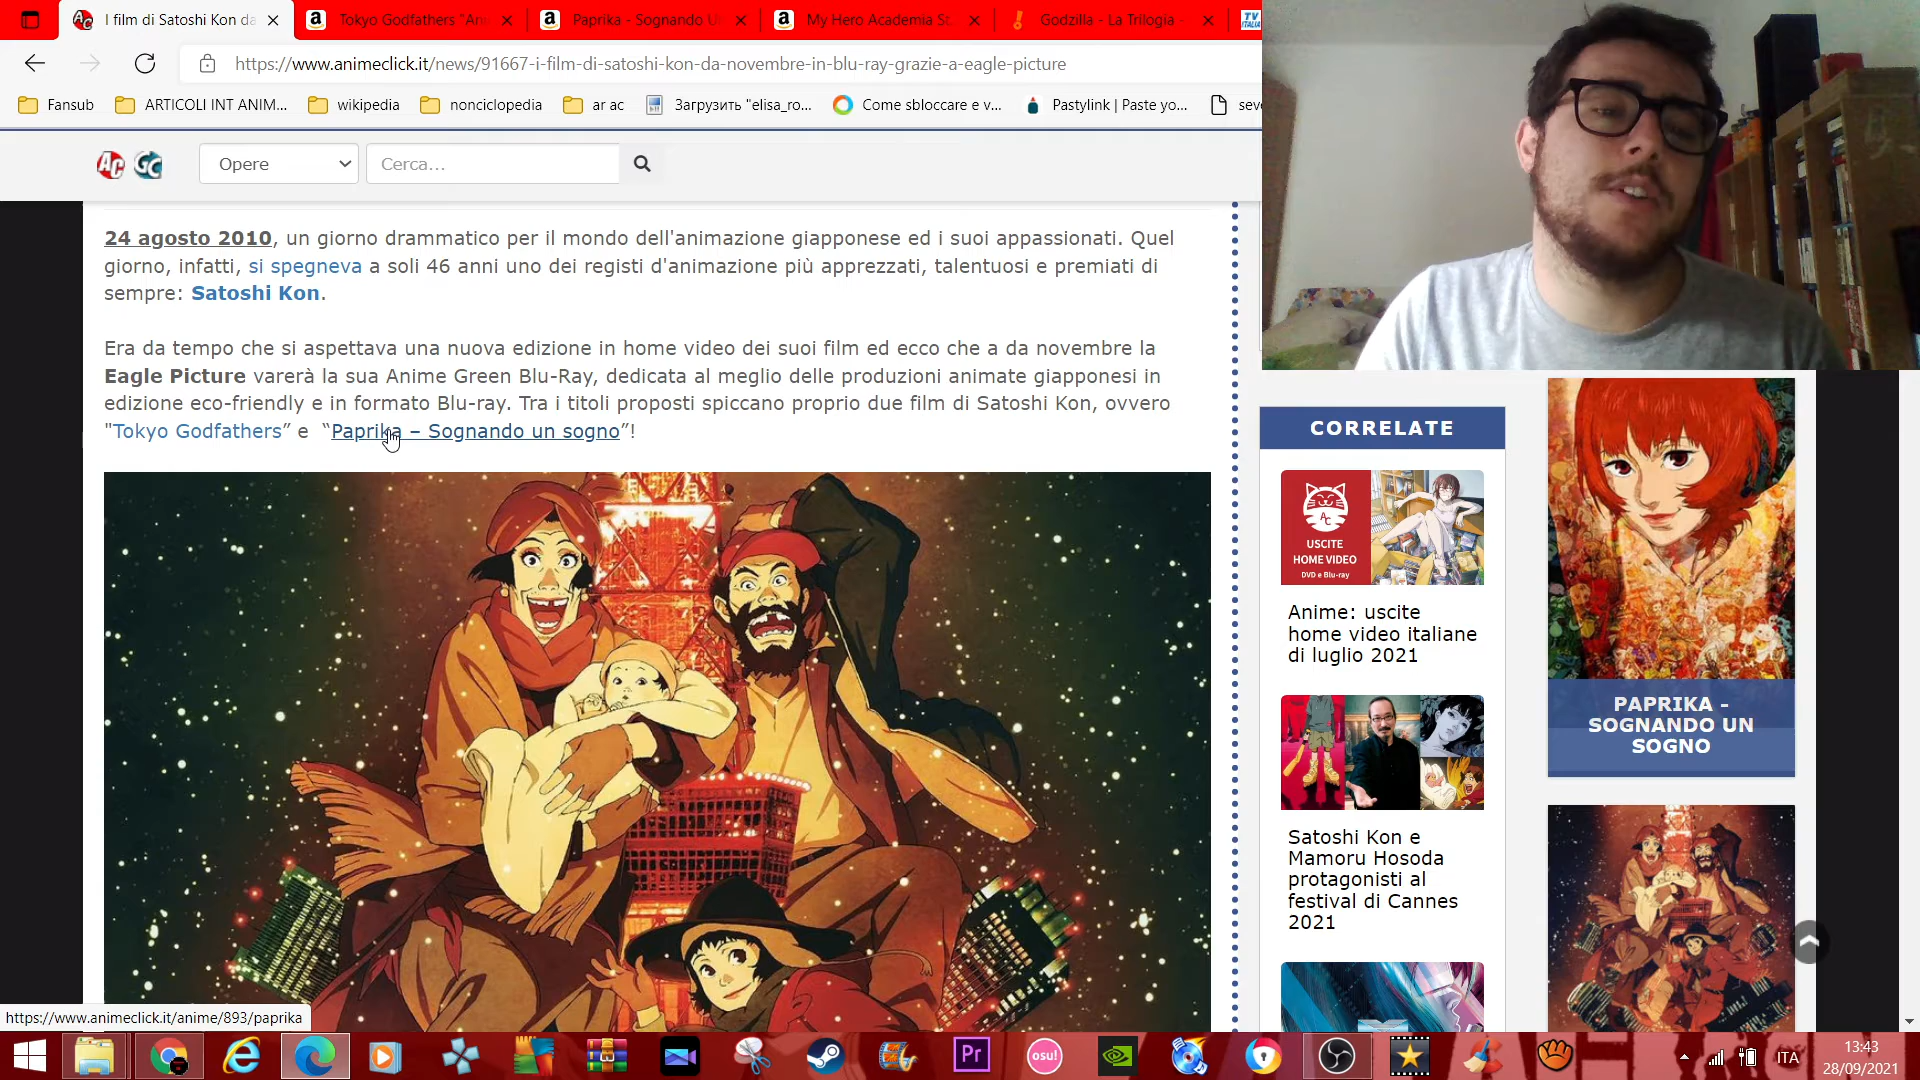 I film di Satoshi Kon da
Tokyo Godfathers "Ani
Paprika - Sognando U
My Hero Academia St
Godzilla - La Trilogia -
TV
ITALIA
https://www.animeclick.it/news/91667-i-film-di-satoshi-kon-da-novembre-in-blu-ray-grazie-a-eagle-picture
Fansub
ARTICOLI INT ANIM...
wikipedia
nonciclopedia
ar ac
Загрузить "elisa_ro...
Come sbloccare e v...
Pastylink | Paste yo...
sev
AC GC
Opere
Cerca...
24 agosto 2010, un giorno drammatico per il mondo dell'animazione giapponese ed i suoi appassionati. Quel
giorno, infatti, si spegneva a soli 46 anni uno dei registi d'animazione più apprezzati, talentuosi e premiati di
sempre: Satoshi Kon.
Era da tempo che si aspettava una nuova edizione in home video dei suoi film ed ecco che a da novembre la
Eagle Picture varerà la sua Anime Green Blu-Ray, dedicata al meglio delle produzioni animate giapponesi in
edizione eco-friendly e in formato Blu-ray. Tra i titoli proposti spiccano proprio due film di Satoshi Kon, ovvero
"Tokyo Godfathers” e “Paprika – Sognando un sogno”!
CORRELATE
AC
USCITE
HOME VIDEO
DVD e Blu-ray
Anime: uscite
home video italiane
di luglio 2021
Satoshi Kon e
Mamoru Hosoda
protagonisti al
festival di Cannes
2021
PAPRIKA -
SOGNANDO UN
SOGNO
https://www.animeclick.it/anime/893/paprika
Pr
osu!
ITA
13:43
28/09/2021